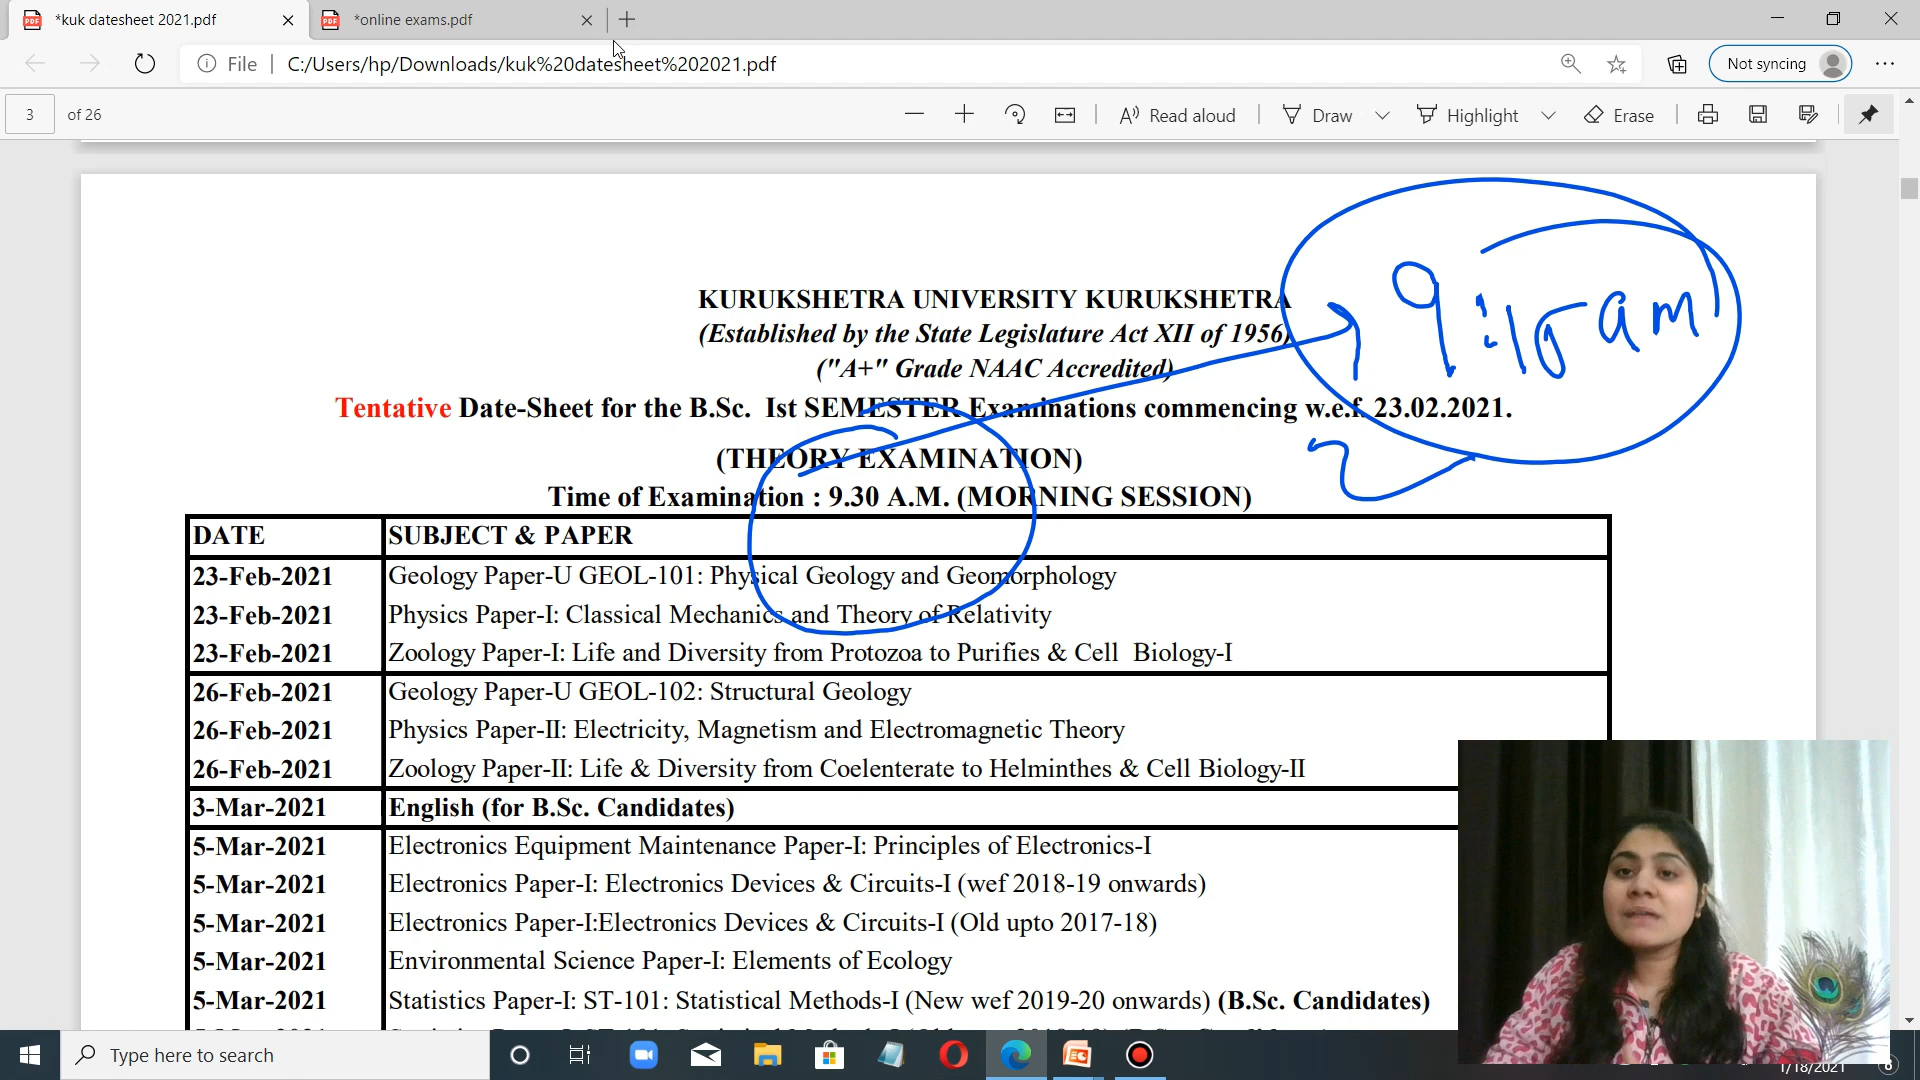 *kuk datesheet 2021.pdf
*online exams.pdf
File
C:/Users/hp/Downloads/kuk%20datesheet%202021.pdf
Not syncing
3 of 26
Read aloud
Draw
Highlight
Erase
KURUKSHETRA UNIVERSITY KURUKSHETRA
(Established by the State Legislature Act XII of 1956)
("A+" Grade NAAC Accredited)
9:15 am
Tentative Date-Sheet for the B.Sc. Ist SEMESTER Examinations commencing w.e.f. 23.02.2021.
(THEORY EXAMINATION)
Time of Examination : 9.30 A.M. (MORNING SESSION)
DATE SUBJECT & PAPER
23-Feb-2021 Geology Paper-U GEOL-101: Physical Geology and Geomorphology
23-Feb-2021 Physics Paper-I: Classical Mechanics and Theory of Relativity
23-Feb-2021 Zoology Paper-I: Life and Diversity from Protozoa to Purifies & Cell Biology-I
26-Feb-2021 Geology Paper-U GEOL-102: Structural Geology
26-Feb-2021 Physics Paper-II: Electricity, Magnetism and Electromagnetic Theory
26-Feb-2021 Zoology Paper-II: Life & Diversity from Coelenterate to Helminthes & Cell Biology-II
3-Mar-2021 English (for B.Sc. Candidates)
5-Mar-2021 Electronics Equipment Maintenance Paper-I: Principles of Electronics-I
5-Mar-2021 Electronics Paper-I: Electronics Devices & Circuits-I (wef 2018-19 onwards)
5-Mar-2021 Electronics Paper-I:Electronics Devices & Circuits-I (Old upto 2017-18)
5-Mar-2021 Environmental Science Paper-I: Elements of Ecology
5-Mar-2021 Statistics Paper-I: ST-101: Statistical Methods-I (New wef 2019-20 onwards) (B.Sc. Candidates)
Type here to search
1/18/2021